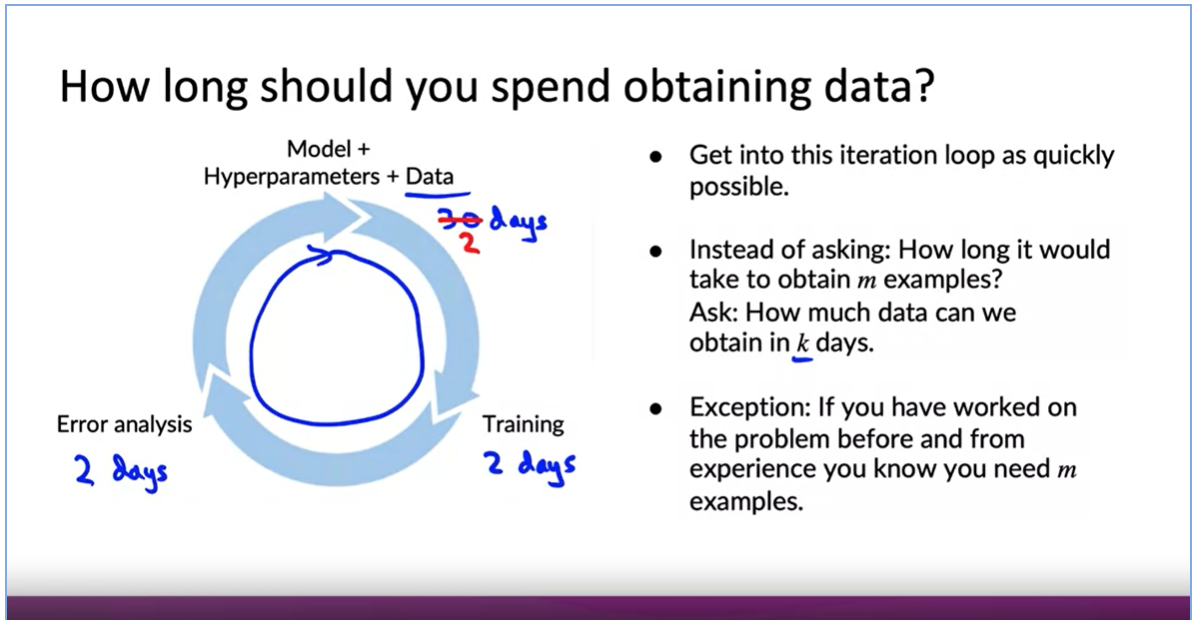 How long should you spend obtaining data?
Model +
Hyperparameters + Data
30 days
2
Error analysis
2 days
Training
2 days
● Get into this iteration loop as quickly
possible.
● Instead of asking: How long it would
take to obtain m examples?
Ask: How much data can we
obtain in k days.
● Exception: If you have worked on
the problem before and from
experience you know you need m
examples.